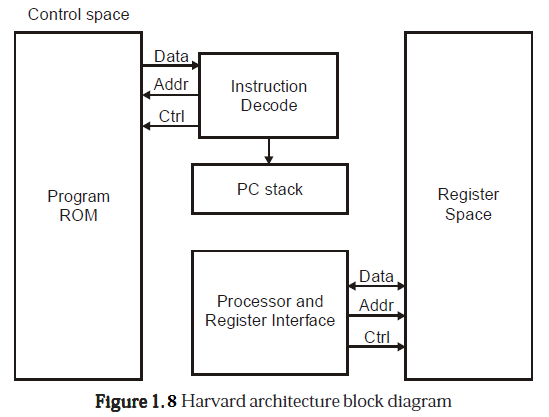 Control space
Data
Addr
Ctrl
Instruction
Decode
PC stack
Program
ROM
Register
Space
Processor and
Register Interface
Data
Addr
Ctrl
Figure 1.8 Harvard architecture block diagram